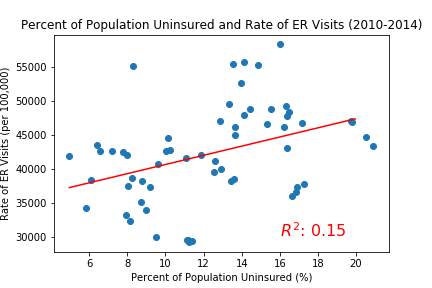 Percent of Population Uninsured and Rate of ER Visits (2010-2014)
Rate of ER Visits (per 100,000)
55000
50000
45000
40000
35000
30000
R²: 0.15
6 8 10 12 14 16 18 20
Percent of Population Uninsured (%)